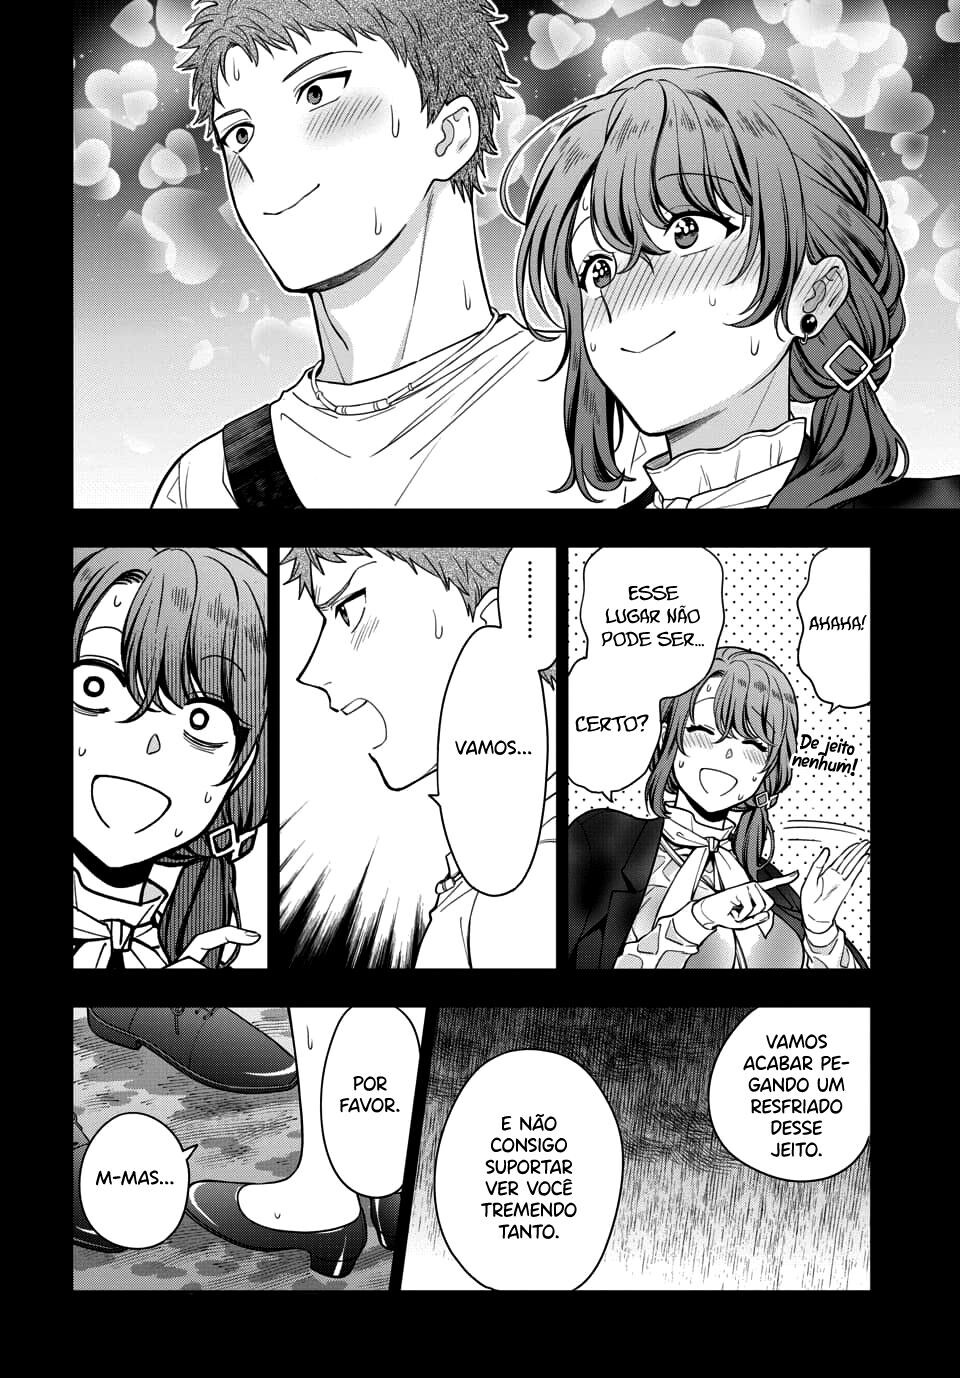 AHAHA!
ESSE
LUGAR NÃO
PODE SER...
CERTO?
De jeito
nenhum!
.........
VAMOS...
VAMOS
ACABAR PE-
GANDO UM
RESFRIADO
DESSE
JEITO.
E NÃO
CONSIGO
SUPORTAR
VER VOCÊ
TREMENDO
TANTO.
POR
FAVOR.
M-MAS...